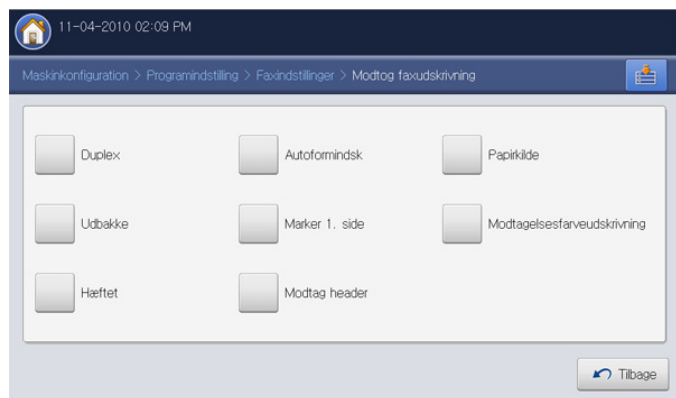 11-04-2010 02:09 PM
Maskinkonfiguration > Programindstilling > Faxindstillinger > Modtog faxudskrivning
Duplex Autoformindsk Papirkilde
Udbakke Marker 1. side Modtagelsesfarveudskrivning
Hæftet Modtag header
Tilbage